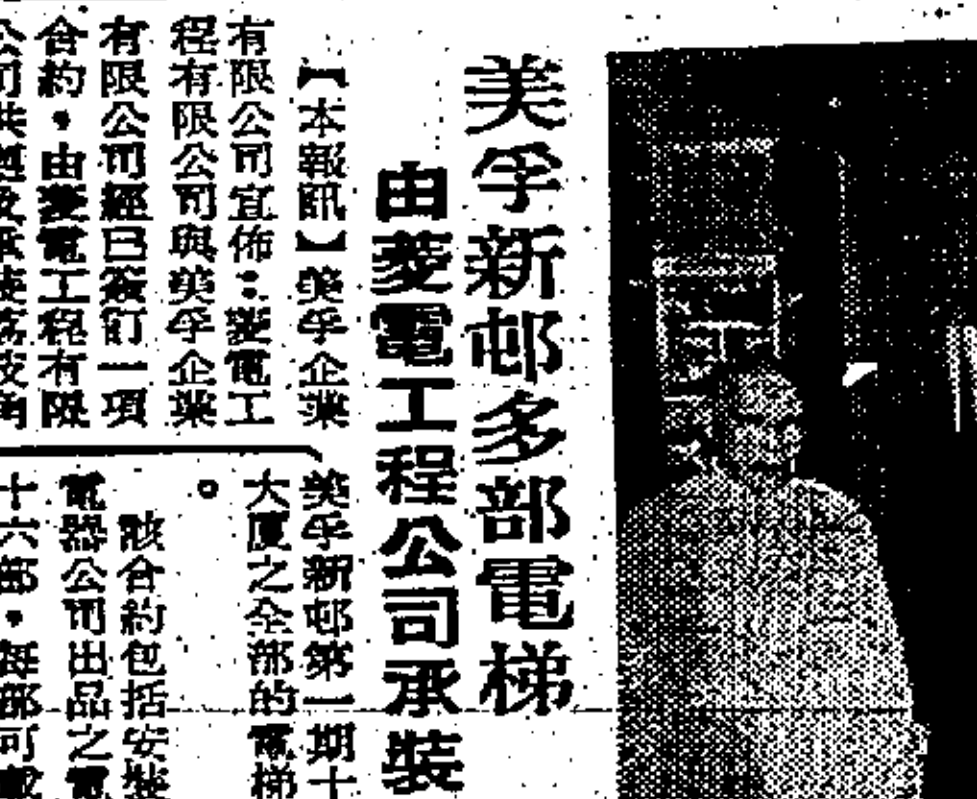 美孚新邨多部電梯
由菱電工程公司承裝
【本報訊】美孚企業
有限公司宣佈：菱電工
程有限公司與美孚企業
有限公司經已簽訂一項
合約，由菱電工程有限
公司供
美孚新邨第一期十
大厦之全部的電梯
。
該合約包括安裝
電器公司出品之電
十六部，每部可載